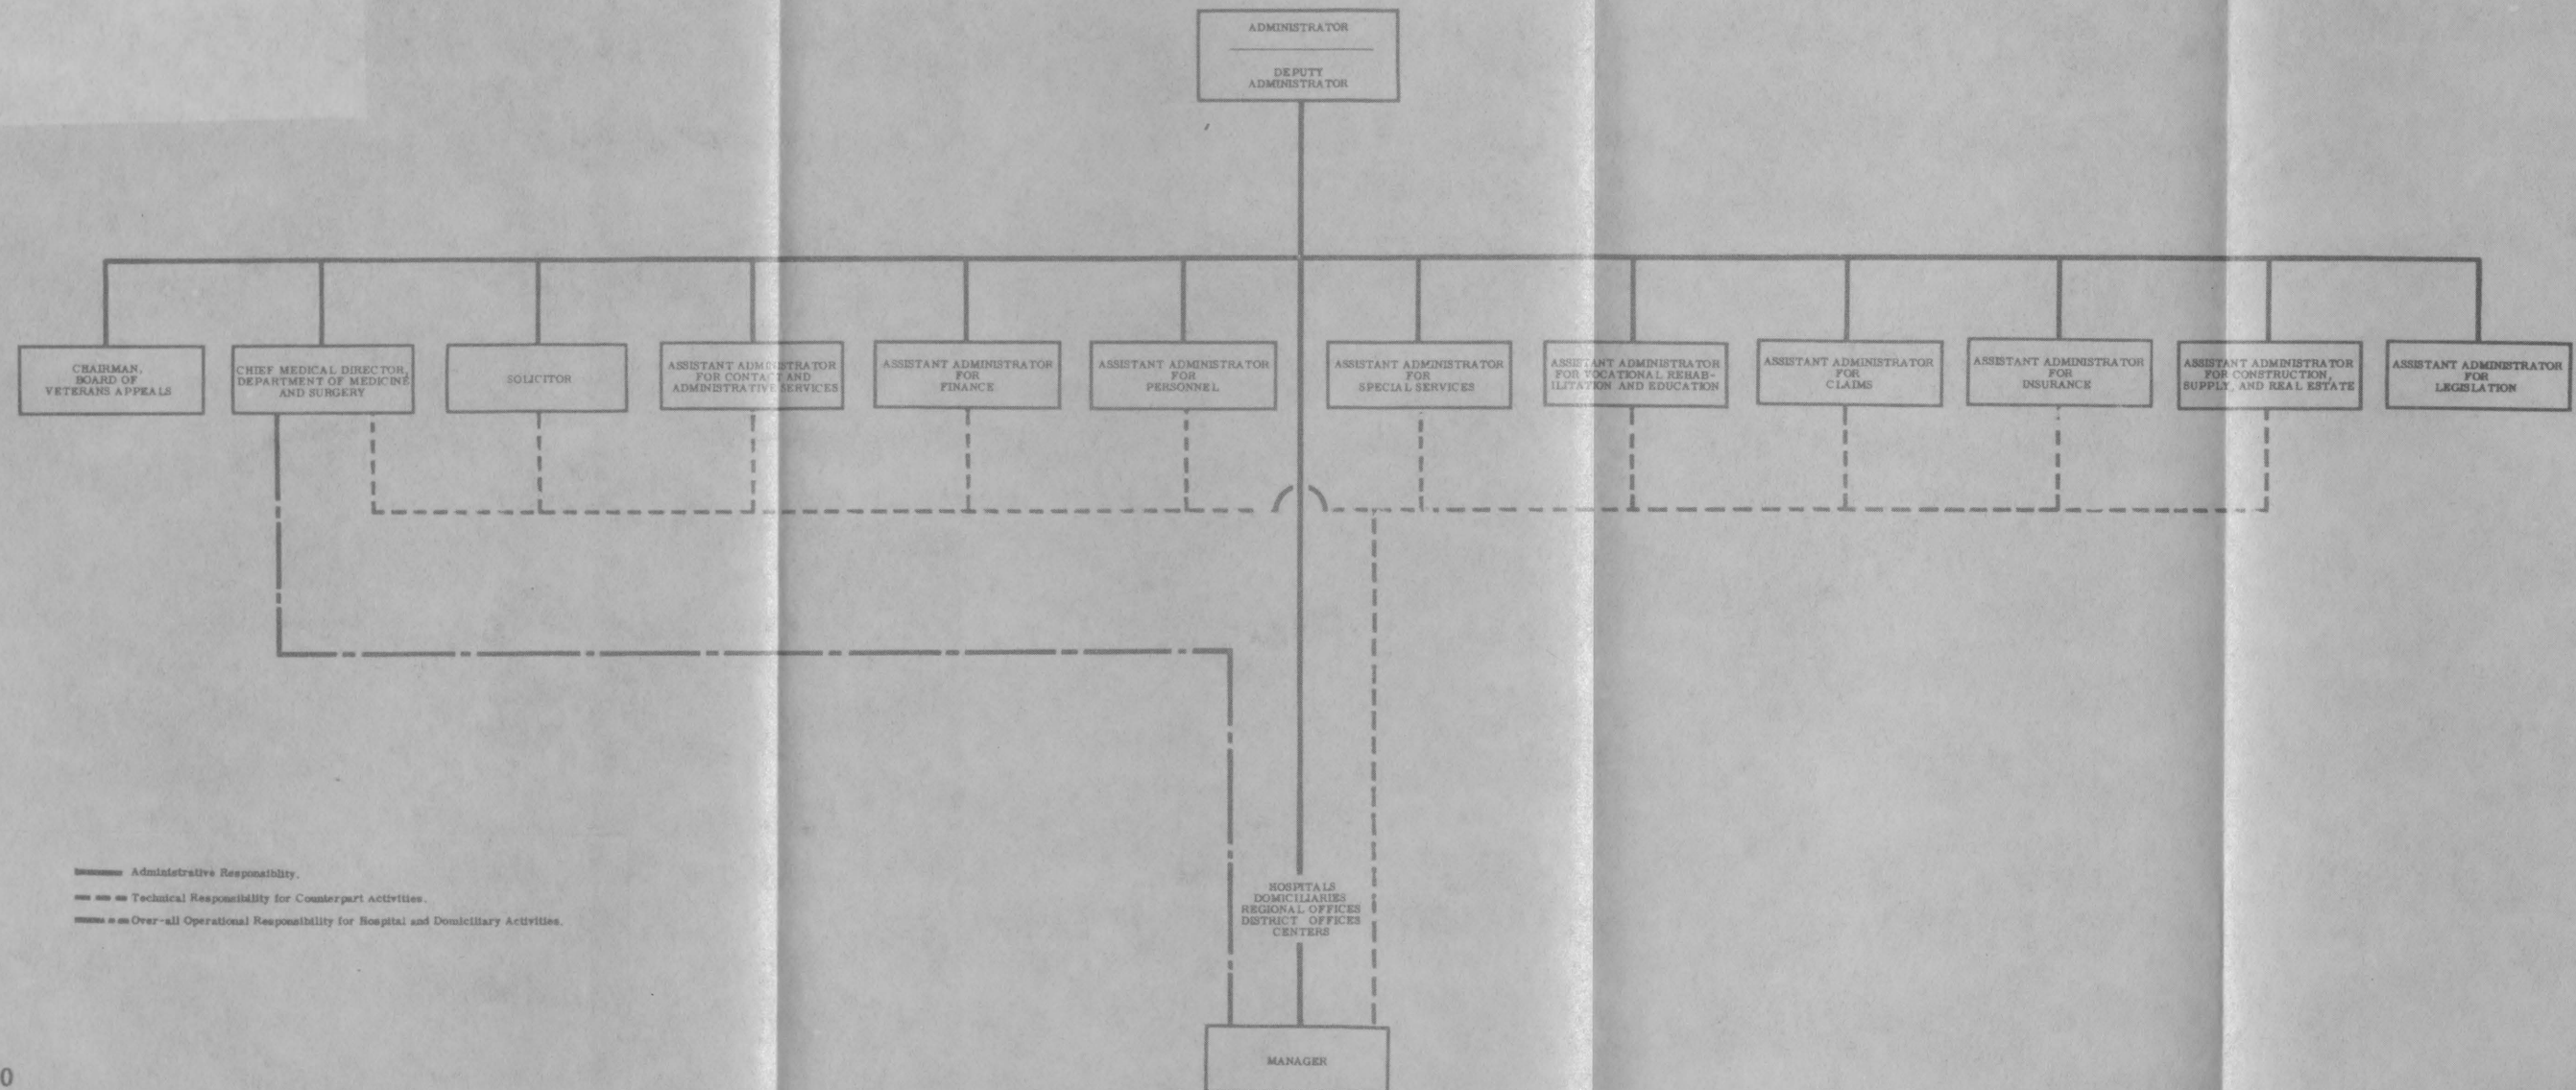 ADMINISTRATOR
DEPUTY
ADMINISTRATOR
CHAIRMAN,
BOARD OF
VETERANS APPEALS
CHIEF MEDICAL DIRECTOR,
DEPARTMENT OF MEDICINE
AND SURGERY
SOLICITOR
ASSISTANT ADMINISTRATOR
FOR CONTACT AND
ADMINISTRATIVE SERVICES
ASSISTANT ADMINISTRATOR
FOR
FINANCE
ASSISTANT ADMINISTRATOR
FOR
PERSONNEL
ASSISTANT ADMINISTRATOR
FOR
SPECIAL SERVICES
ASSISTANT ADMINISTRATOR
FOR VOCATIONAL REHAB-
ILITATION AND EDUCATION
ASSISTANT ADMINISTRATOR
FOR
CLAIMS
ASSISTANT ADMINISTRATOR
FOR
INSURANCE
ASSISTANT ADMINISTRATOR
FOR CONSTRUCTION,
SUPPLY, AND REAL ESTATE
ASSISTANT ADMINISTRATOR
FOR
LEGISLATION
Administrative Responsiblity.
Technical Responsibility for Counterpart Activities.
Over-all Operational Responsibility for Hospital and Domiciliary Activities.
HOSPITALS
DOMICILIARIES
REGIONAL OFFICES
DISTRICT OFFICES
CENTERS
MANAGER
0